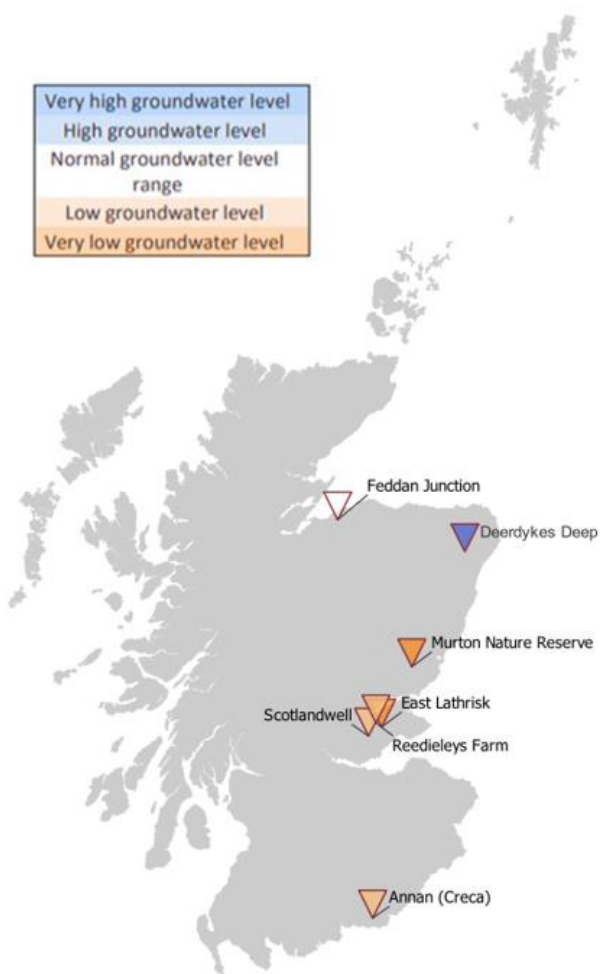 Very high groundwater level
High groundwater level
Normal groundwater level
range
Low groundwater level
Very low groundwater level
Feddan Junction
Deerdykes Deep
Murton Nature Reserve
East Lathrisk
Scotlandwell
Reedieleys Farm
Annan (Creca)